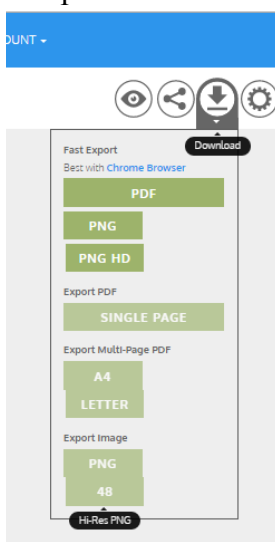 OUNT
Download
Fast Export
Best with Chrome Browser
PDF
PNG
PNG HD
Export PDF
SINGLE PAGE
Export Multi-Page PDF
A4
LETTER
Export Image
PNG
48
Hi-Res PNG